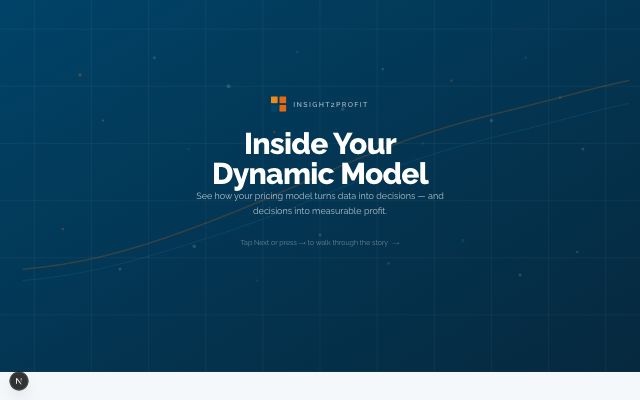 INSIGHT2PROFIT
Inside Your
Dynamic Model
See how your pricing model turns data into decisions — and
decisions into measurable profit.
Tap Next or press → to walk through the story →
N